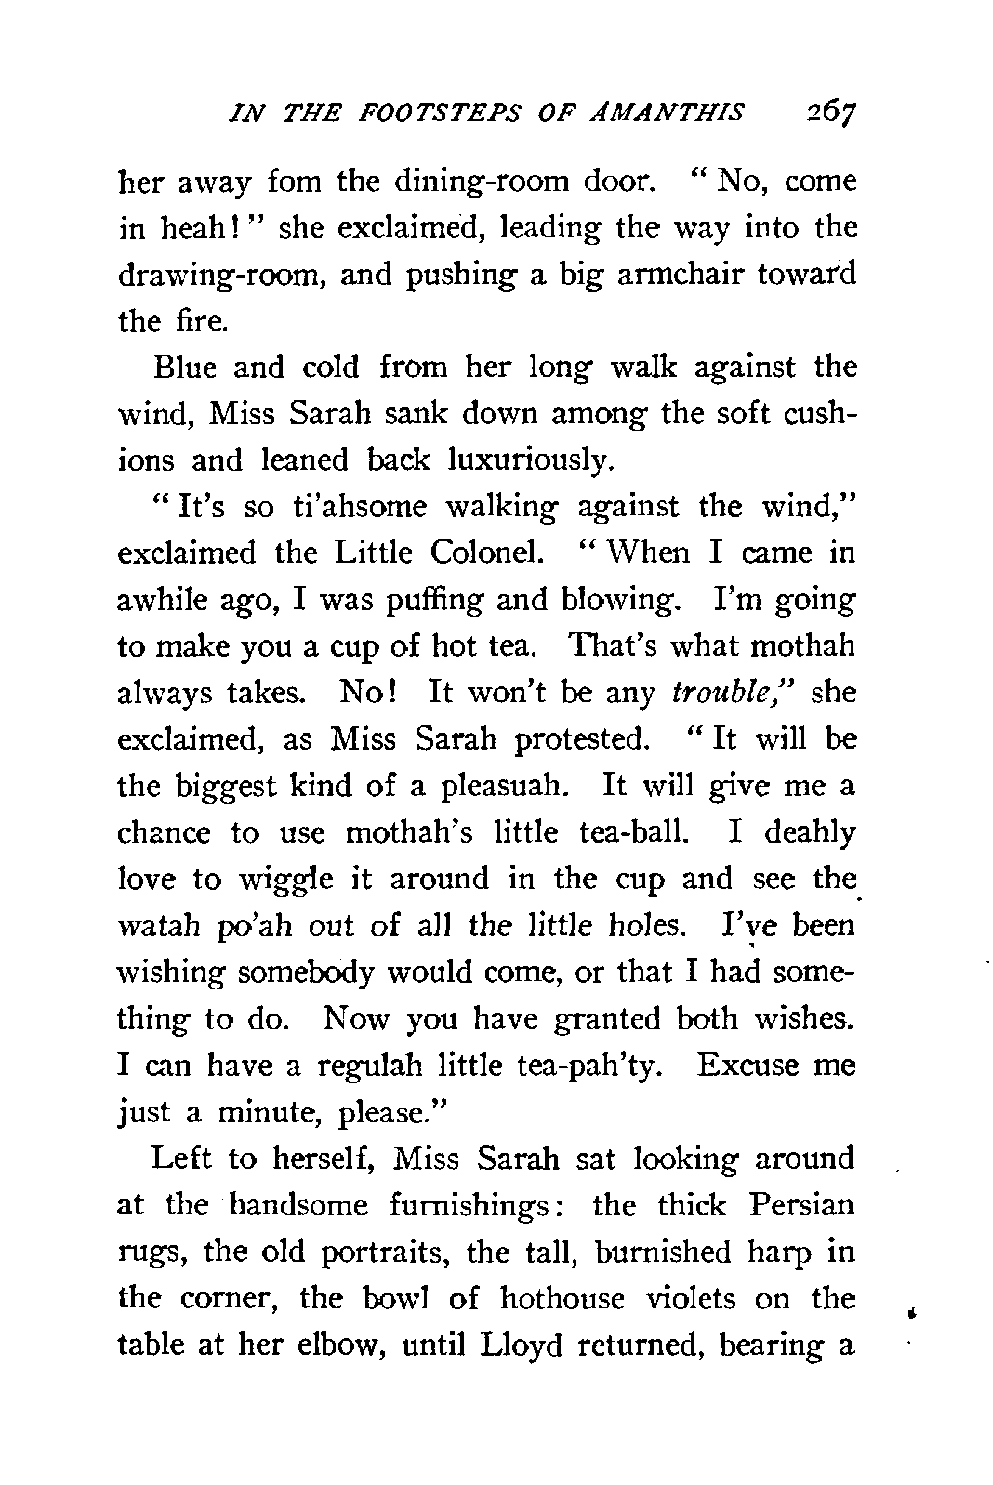 IN THE FOOTSTEPS OF AMANTHIS 267
her away fom the dining-room door. " No, come
in heah! " she exclaimed, leading the way into the
drawing-room, and pushing a big armchair toward
the fire.
Blue and cold from her long walk against the
wind, Miss Sarah sank down among the soft cush-
ions and leaned back luxuriously.
" It's so ti'ahsome walking against the wind,"
exclaimed the Little Colonel. " When I came in
awhile ago, I was puffing and blowing. I'm going
to make you a cup of hot tea. That's what mothah
always takes. No! It won't be any trouble," she
exclaimed, as Miss Sarah protested. " It will be
the biggest kind of a pleasuah. It will give me a
chance to use mothah's little tea-ball. I deahly
love to wiggle it around in the cup and see the
watah po'ah out of all the little holes. I've been
wishing somebody would come, or that I had some-
thing to do. Now you have granted both wishes.
I can have a regulah little tea-pah'ty. Excuse me
just a minute, please."
Left to herself, Miss Sarah sat looking around
at the handsome furnishings: the thick Persian
rugs, the old portraits, the tall, burnished harp in
the corner, the bowl of hothouse violets on the
table at her elbow, until Lloyd returned, bearing a